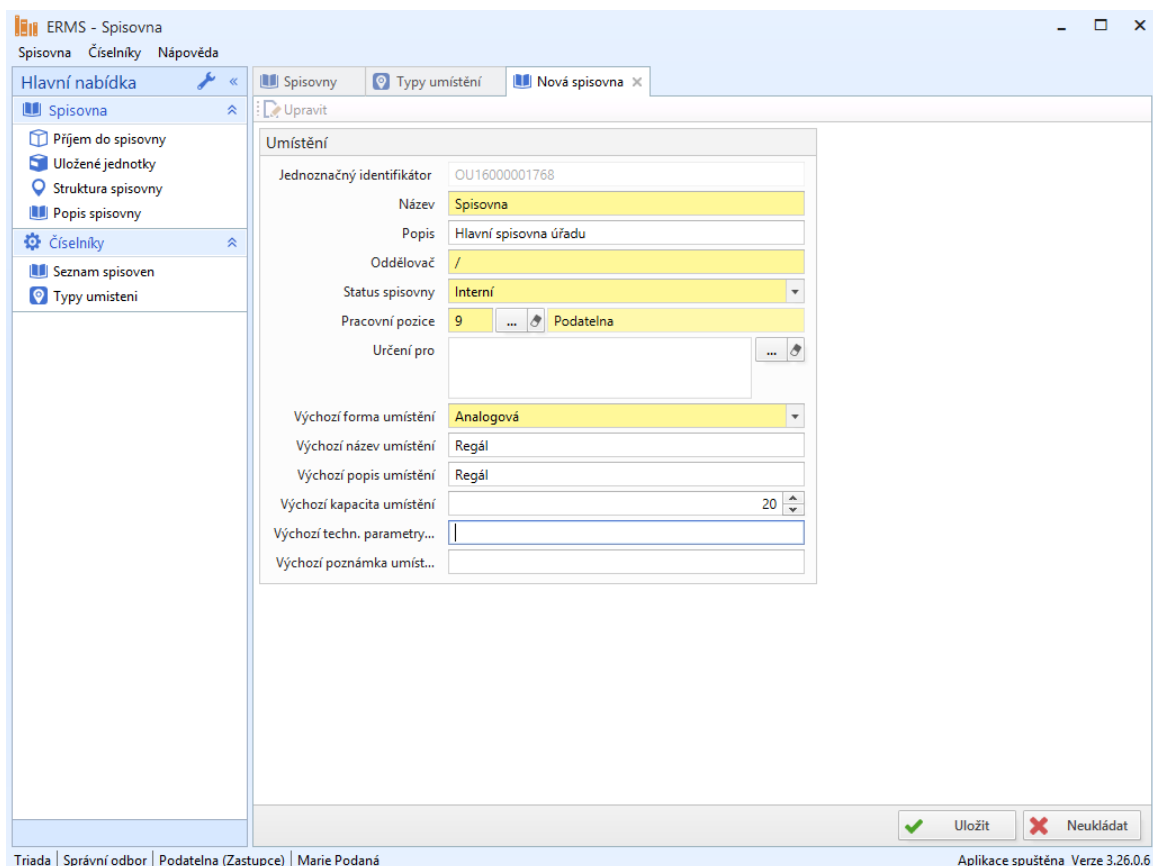 ERMS - Spisovna
Spisovna Číselníky Nápověda
Hlavní nabídka «
Spisovna
Příjem do spisovny
Uložené jednotky
Struktura spisovny
Popis spisovny
Číselníky
Seznam spisoven
Typy umisteni
Spisovny Typy umístění Nová spisovna
Upravit
Umístění
Jednoznačný identifikátor OU16000001768
Název Spisovna
Popis Hlavní spisovna úřadu
Oddělovač /
Status spisovny Interní
Pracovní pozice 9 ... Podatelna
Určení pro ...
Výchozí forma umístění Analogová
Výchozí název umístění Regál
Výchozí popis umístění Regál
Výchozí kapacita umístění 20
Výchozí techn. parametry...
Výchozí poznámka umíst...
Uložit Neukládat
Triada Správní odbor Podatelna (Zastupce) Marie Podaná Aplikace spuštěna Verze 3.26.0.6